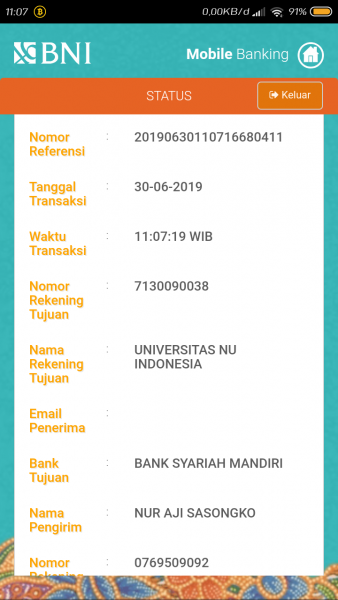 11:07 0,00KB/d 91%
BNI Mobile Banking
STATUS Keluar
Nomor : 20190630110716680411
Referensi
Tanggal : 30-06-2019
Transaksi
Waktu : 11:07:19 WIB
Transaksi
Nomor : 7130090038
Rekening
Tujuan
Nama : UNIVERSITAS NU
Rekening INDONESIA
Tujuan
Email :
Penerima
Bank : BANK SYARIAH MANDIRI
Tujuan
Nama : NUR AJI SASONGKO
Pengirim
Nomor : 0769509092
Rekening